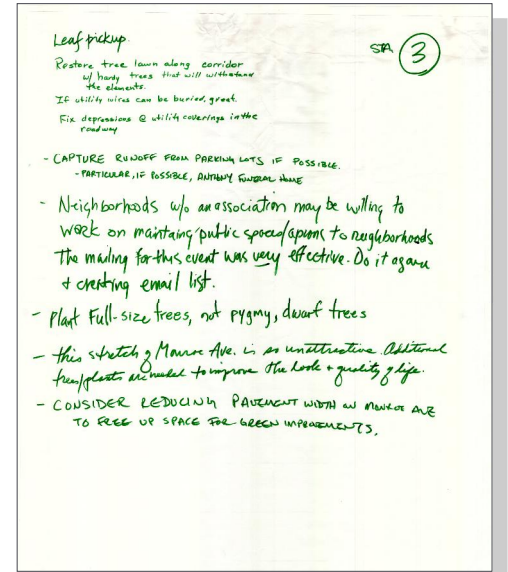 Leaf pickup.
STA 3
Restore tree lawn along corridor
w/ hardy trees that will withstand
the elements.
If utility wires can be buried, great.
Fix depressions @ utility coverings in the
roadway
- CAPTURE RUNOFF FROM PARKING LOTS IF POSSIBLE.
- PARTICULAR, IF POSSIBLE, ANTHONY FUNERAL HOME
- Neighborhoods w/o an association may be willing to
work on maintaing public spaces/aprons to neighborhoods
The mailing for this event was very effective. Do it again
+ creating email list.
- Plant Full-size trees, not pygmy, dwarf trees
- this stretch of Monroe Ave. is so unattractive. Additional
trees/plants are needed to improve the look + quality of life.
- CONSIDER REDUCING PAVEMENT WIDTH ON MONROE AVE
TO FREE UP SPACE FOR GREEN IMPROVEMENTS.